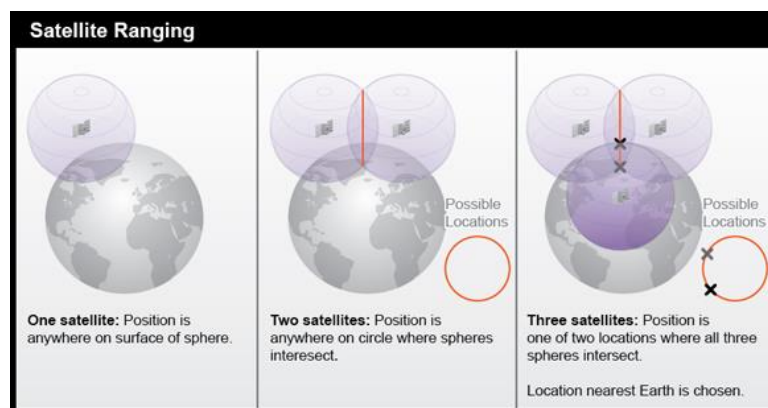 Satellite Ranging
One satellite: Position is
anywhere on surface of sphere.
Possible
Locations
Two satellites: Position is
anywhere on circle where spheres
interesect.
Possible
Locations
Three satellites: Position is
one of two locations where all three
spheres intersect.
Location nearest Earth is chosen.